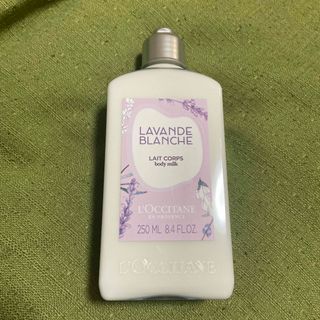 LAVANDE
BLANCHE
LAIT CORPS
body milk
L'OCCITANE
EN PROVENCE
250 ML 8.4 FL.OZ.
L'OCCITANE